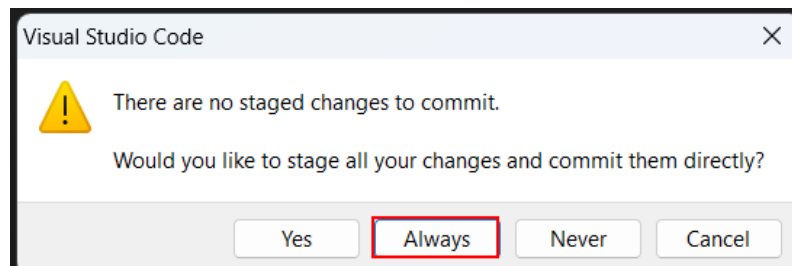 Visual Studio Code
There are no staged changes to commit.
Would you like to stage all your changes and commit them directly?
Yes Always Never Cancel